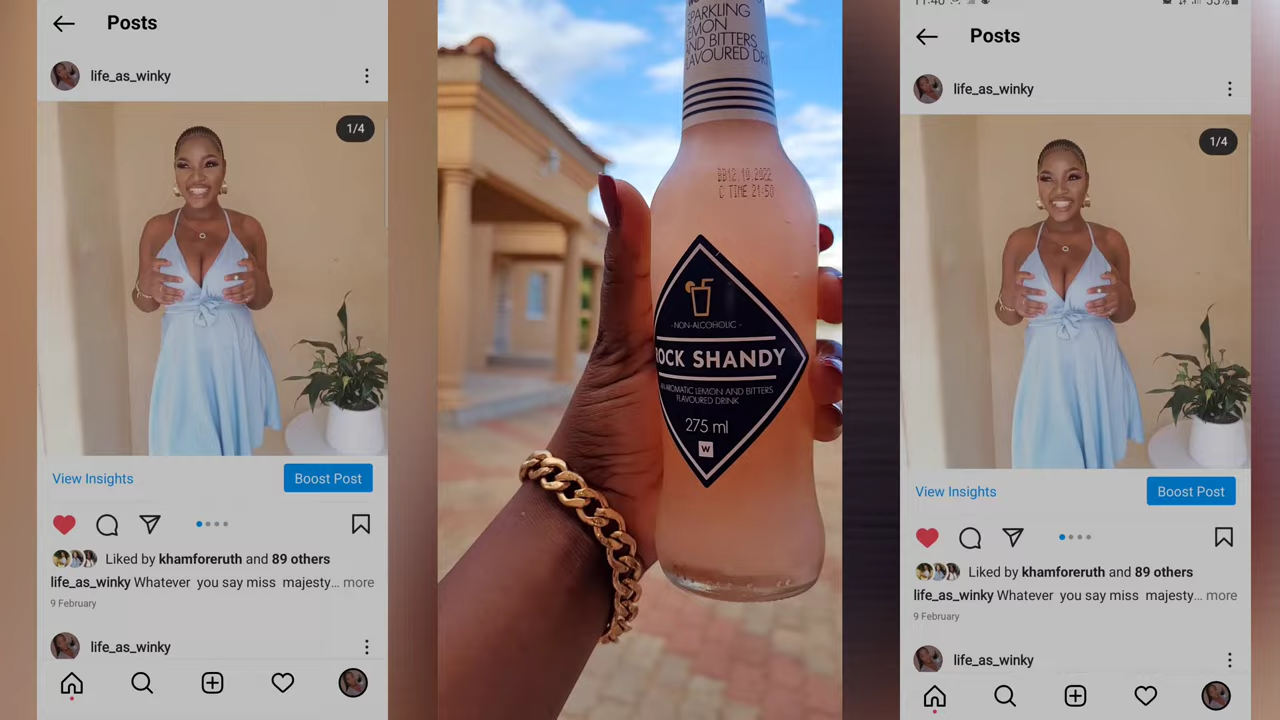 Posts
life_as_winky
1/4
View Insights
Boost Post
Liked by khamforeruth and 89 others
life_as_winky Whatever you say miss majesty... more
9 February
life_as_winky
SPARKLING
LEMON
AND BITTERS
FLAVOURED
BB12.10.2022
C TIME 21:50
-NON-ALCOHOLIC-
ROCK SHANDY
AN AROMATIC LEMON AND BITTERS
FLAVOURED DRINK
275 ml
W
Posts
life_as_winky
1/4
View Insights
Boost Post
Liked by khamforeruth and 89 others
life_as_winky Whatever you say miss majesty... more
9 February
life_as_winky